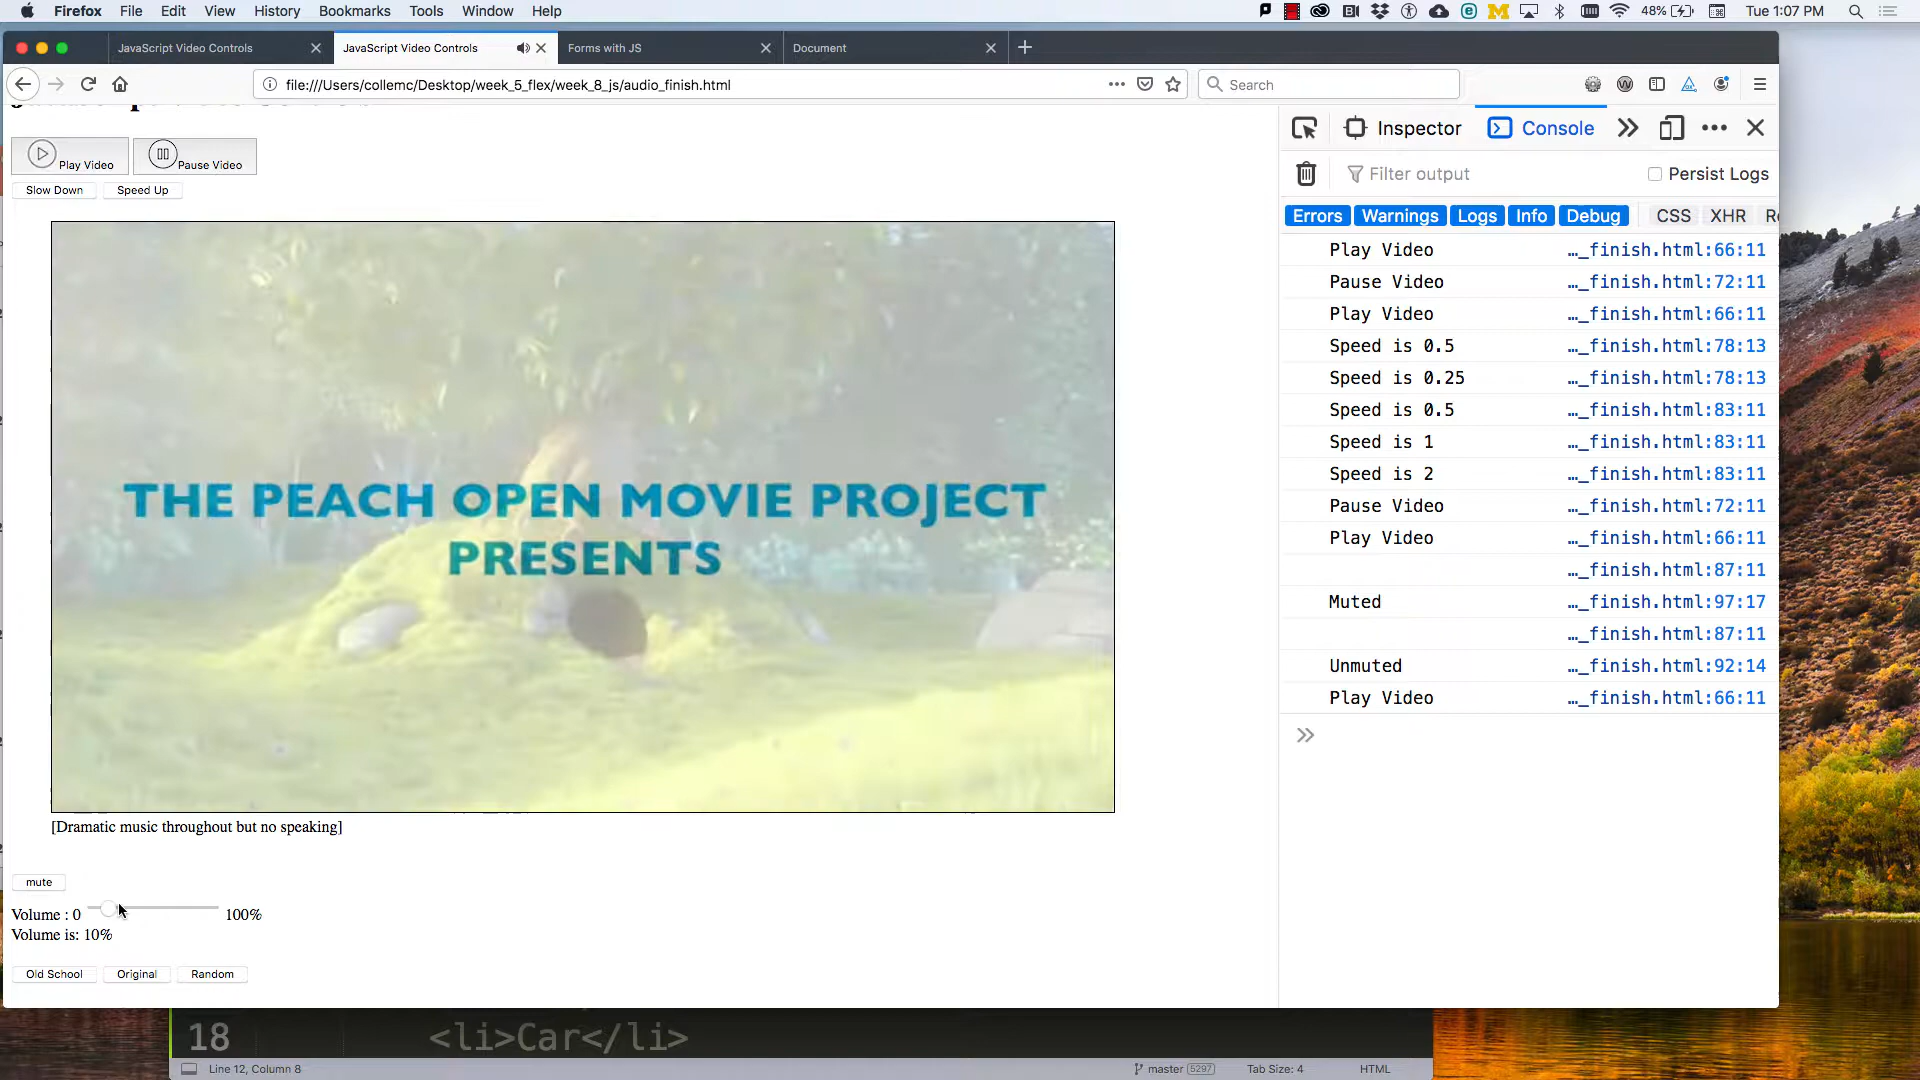 Firefox File Edit View History Bookmarks Tools Window Help 48% Tue 1:07 PM
JavaScript Video Controls JavaScript Video Controls Forms with JS Document
file:///Users/collemc/Desktop/week_5_flex/week_8_js/audio_finish.html Search
Play Video Pause Video
Slow Down Speed Up
THE PEACH OPEN MOVIE PROJECT
PRESENTS
[Dramatic music throughout but no speaking]
mute
Volume : 0 100%
Volume is: 10%
Old School Original Random
Inspector Console
Filter output Persist Logs
Errors Warnings Logs Info Debug CSS XHR Re
Play Video …_finish.html:66:11
Pause Video …_finish.html:72:11
Play Video …_finish.html:66:11
Speed is 0.5 …_finish.html:78:13
Speed is 0.25 …_finish.html:78:13
Speed is 0.5 …_finish.html:83:11
Speed is 1 …_finish.html:83:11
Speed is 2 …_finish.html:83:11
Pause Video …_finish.html:72:11
Play Video …_finish.html:66:11
…_finish.html:87:11
Muted …_finish.html:97:17
…_finish.html:87:11
Unmuted …_finish.html:92:14
Play Video …_finish.html:66:11
18 <li>Car</li>
Line 12, Column 8 master 5297 Tab Size: 4 HTML